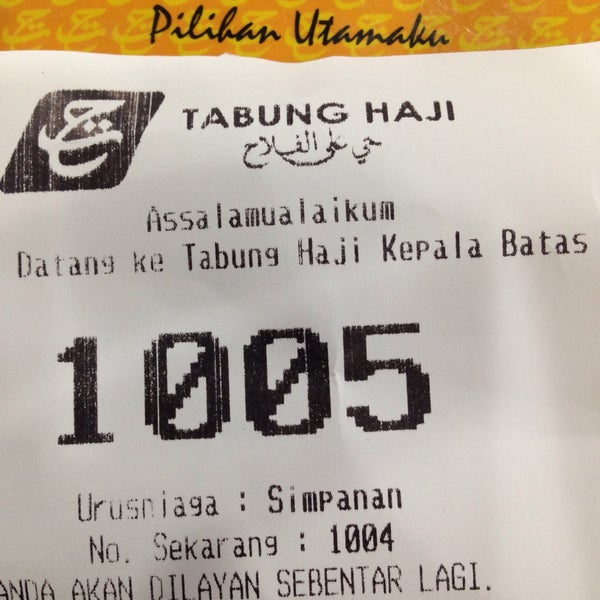 Pilihan Utamaku
TABUNG HAJI
حي على الفلاح
Assalamualaikum
Datang ke Tabung Haji Kepala Batas
1005
Urusniaga : Simpanan
No. Sekarang : 1004
ANDA AKAN DILAYAN SEBENTAR LAGI.